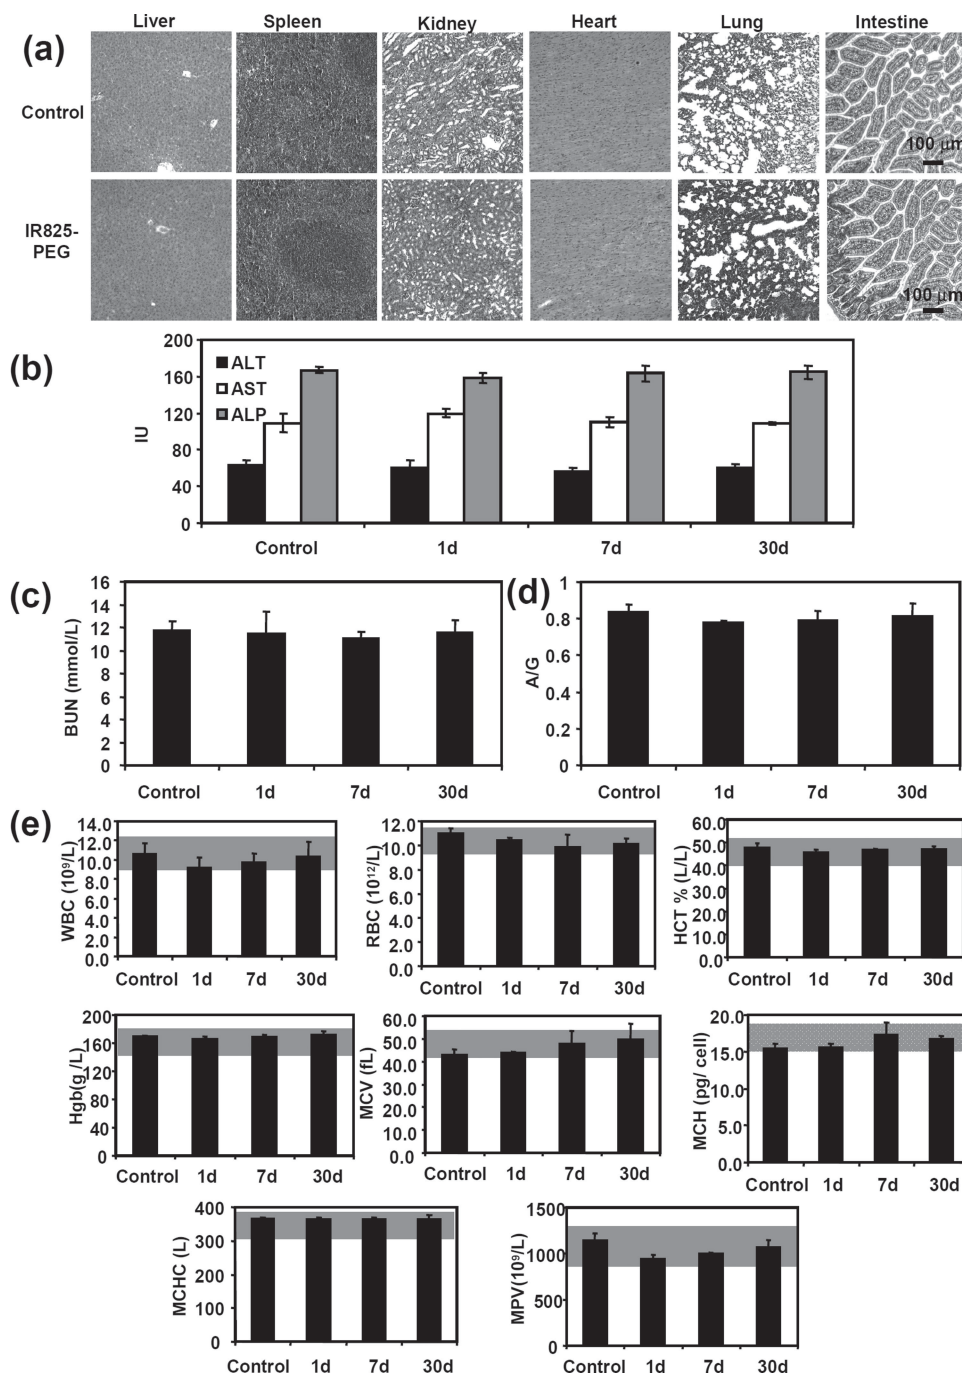 Liver Spleen Kidney Heart Lung Intestine
(a)
Control
100 μm
IR825-
PEG
100 μm
(b)
200
160
120
80
40
0
IU
ALT
AST
ALP
Control 1d 7d 30d
(c)
16
14
12
10
8
6
4
2
0
BUN (mmol/L)
Control 1d 7d 30d
(d)
1
0.8
0.6
0.4
0.2
0
A/G
Control 1d 7d 30d
(e)
14.0
12.0
10.0
8.0
6.0
4.0
2.0
0.0
WBC (10⁹/L)
Control 1d 7d 30d
12.0
10.0
8.0
6.0
4.0
2.0
0.0
RBC (10¹²/L)
Control 1d 7d 30d
60.0
50.0
40.0
30.0
20.0
10.0
0.0
HCT % (L/L)
Control 1d 7d 30d
200
160
120
80
40
0
Hgb(g /L)
Control 1d 7d 30d
60.0
50.0
40.0
30.0
20.0
10.0
0.0
MCV (fL)
Control 1d 7d 30d
20.0
15.0
10.0
5.0
0.0
MCH (pg/ cell)
Control 1d 7d 30d
400
300
200
100
0
MCHC (L)
Control 1d 7d 30d
1500
1000
500
0
MPV(10⁹/L)
Control 1d 7d 30d